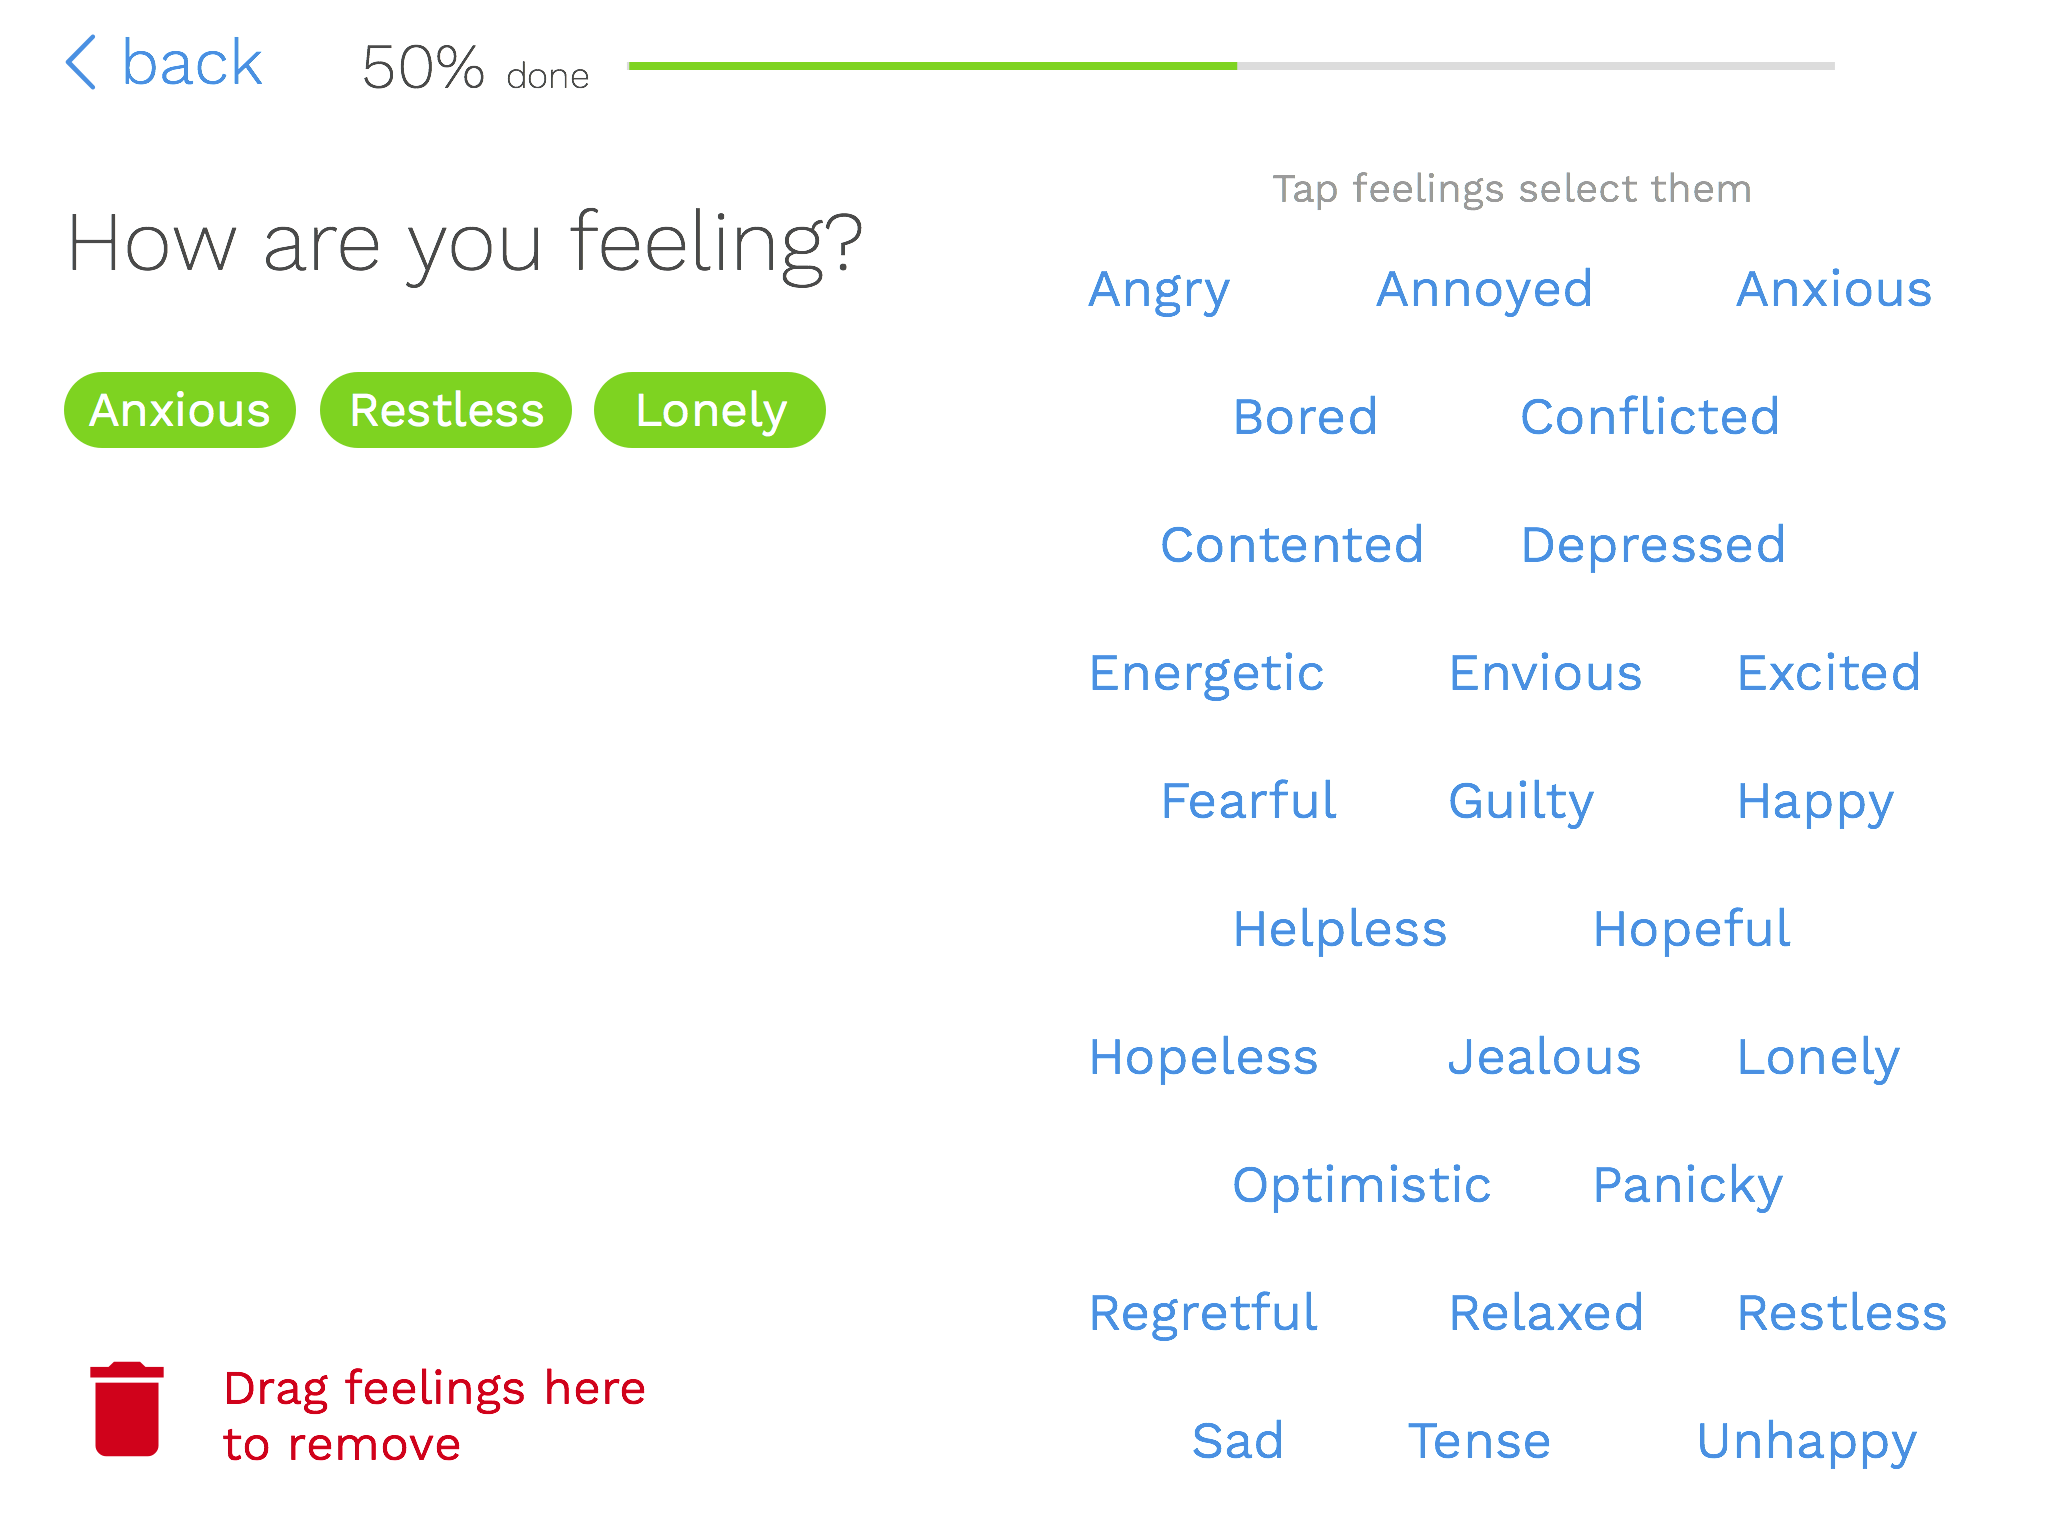 back
50% done
How are you feeling?
Anxious Restless Lonely
Drag feelings here
to remove
Tap feelings select them
Angry Annoyed Anxious
Bored Conflicted
Contented Depressed
Energetic Envious Excited
Fearful Guilty Happy
Helpless Hopeful
Hopeless Jealous Lonely
Optimistic Panicky
Regretful Relaxed Restless
Sad Tense Unhappy